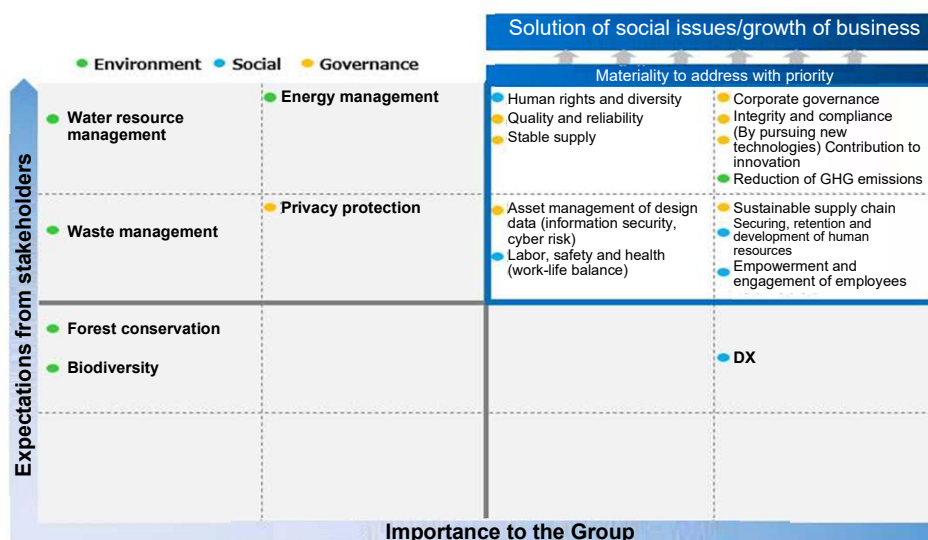 Solution of social issues/growth of business
Environment Social Governance
Materiality to address with priority
Expectations from stakeholders
Water resource
management
Energy management
Human rights and diversity
Quality and reliability
Stable supply
Corporate governance
Integrity and compliance
(By pursuing new
technologies) Contribution to
innovation
Reduction of GHG emissions
Waste management
Privacy protection
Asset management of design
data (information security,
cyber risk)
Labor, safety and health
(work-life balance)
Sustainable supply chain
Securing, retention and
development of human
resources
Empowerment and
engagement of employees
Forest conservation
Biodiversity
DX
Importance to the Group